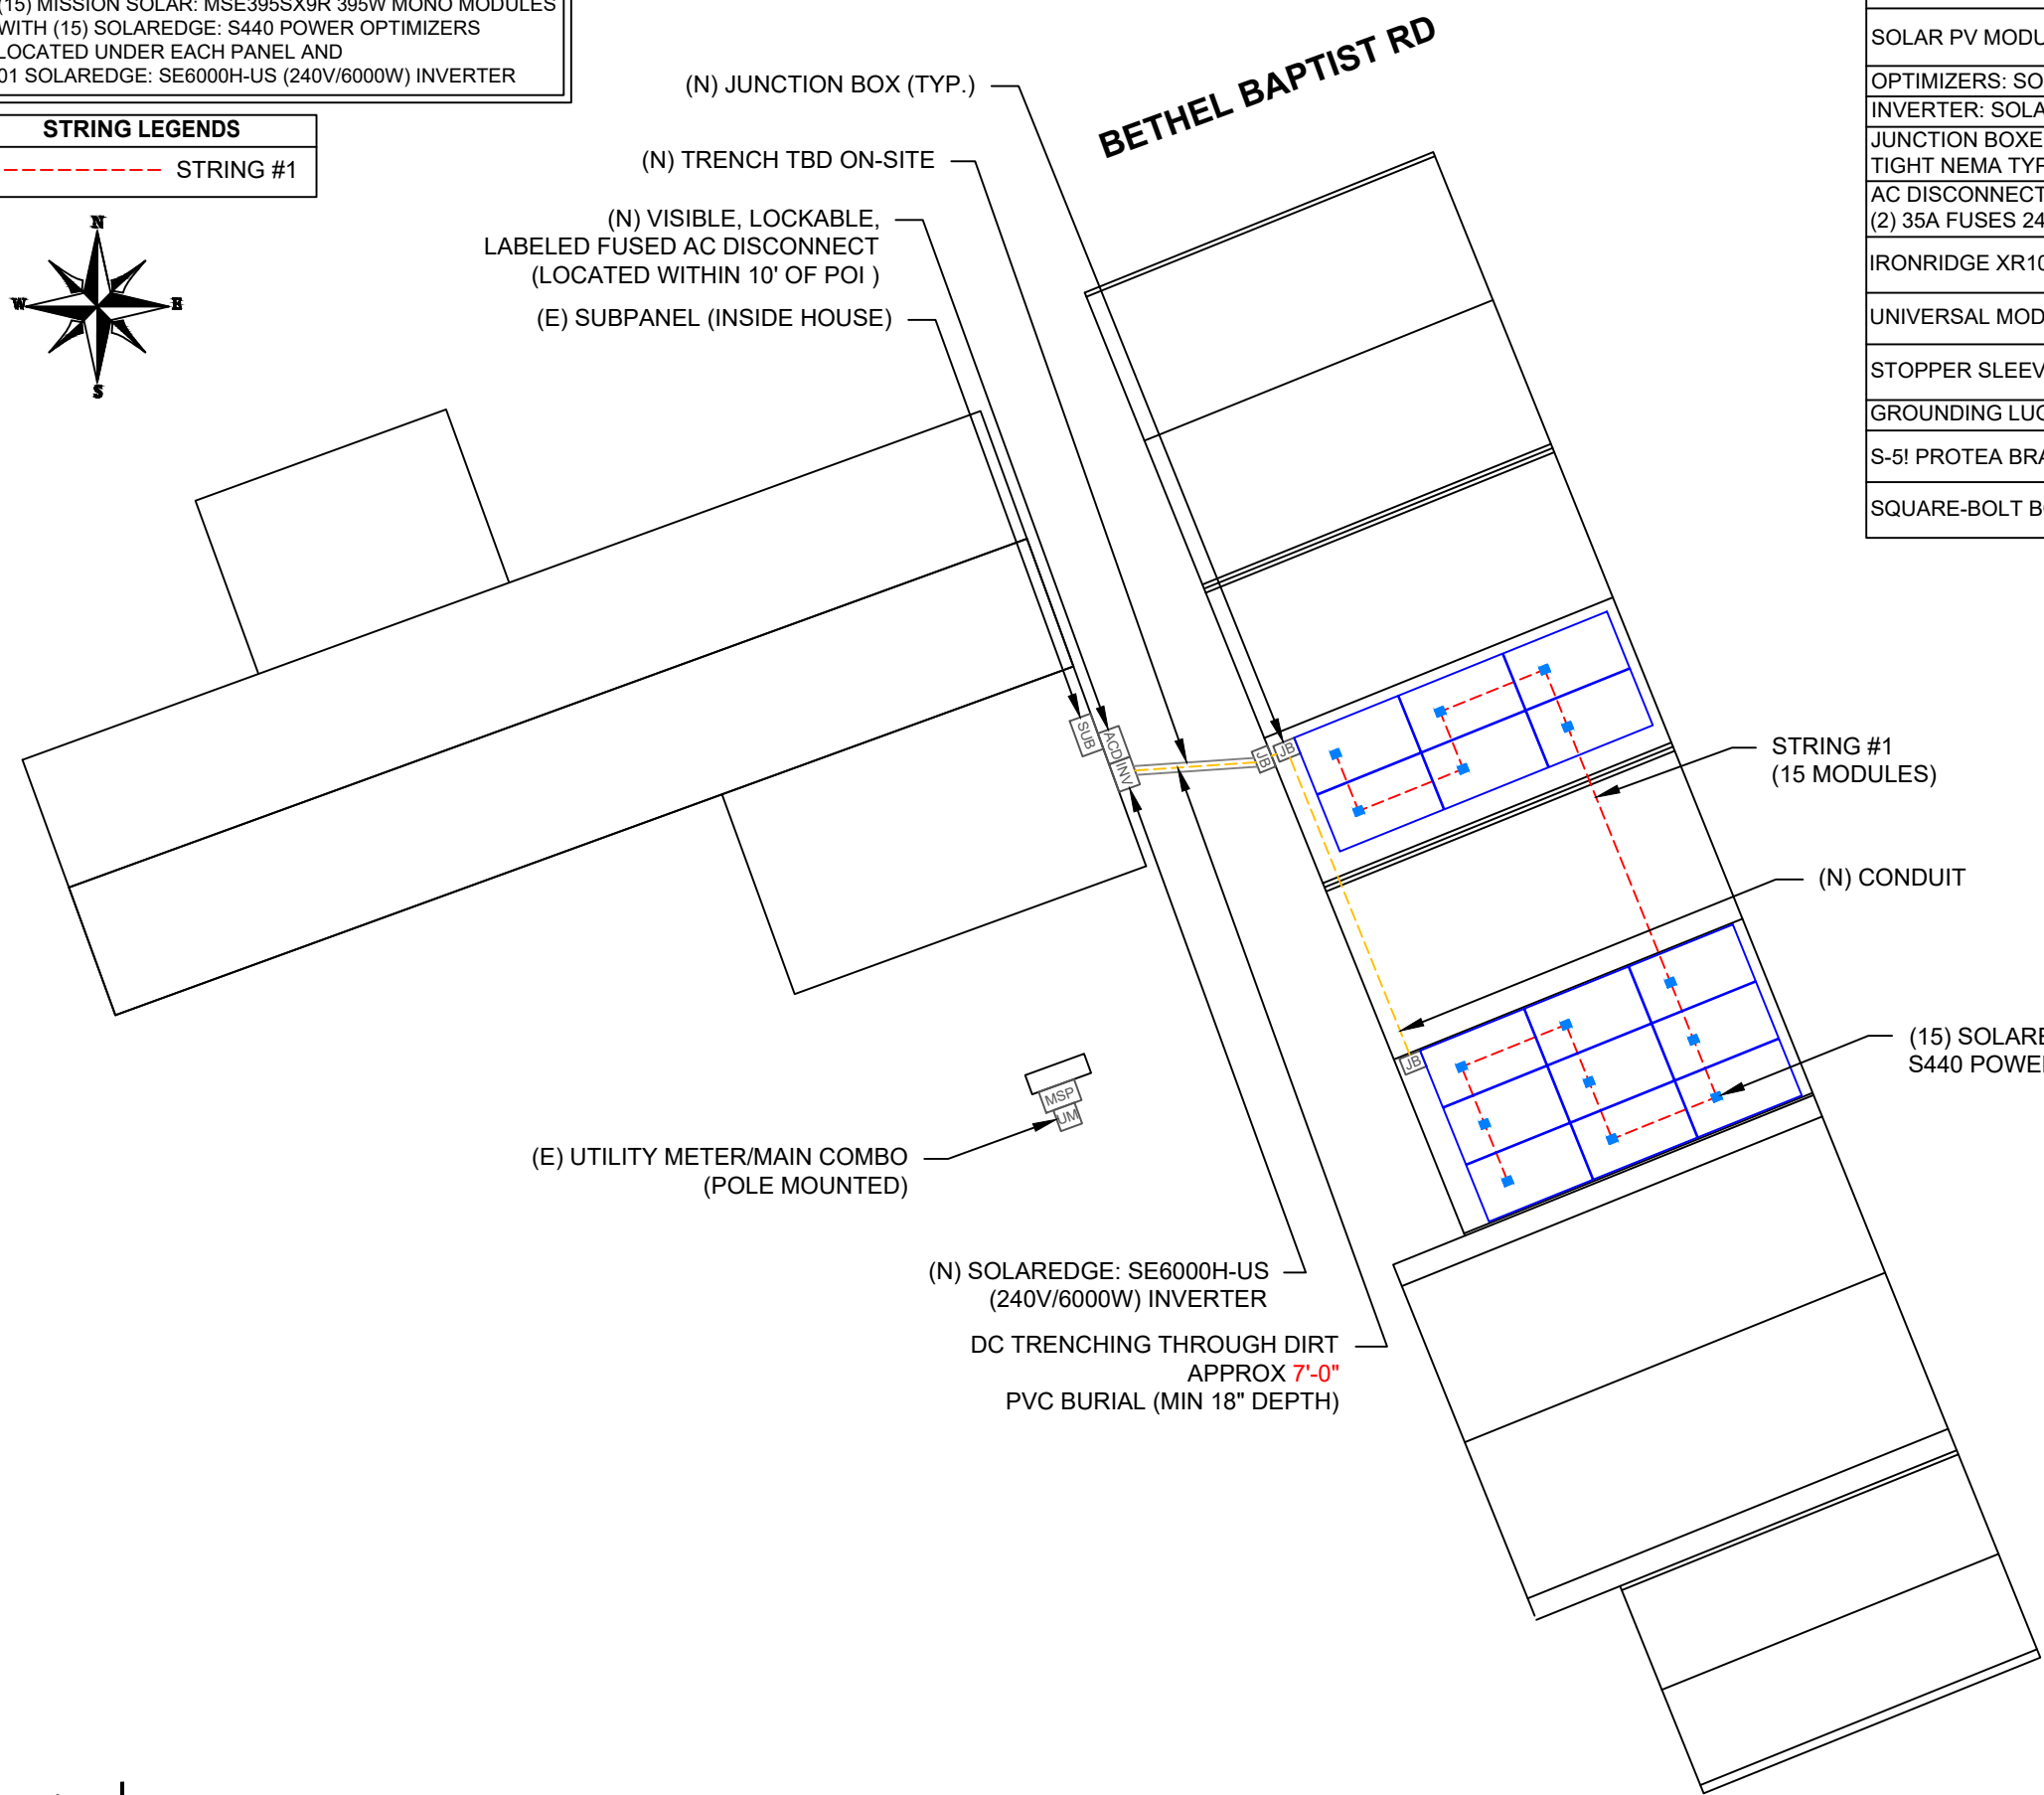 (15) MISSION SOLAR: MSE395SX9R 395W MONO MODULES
WITH (15) SOLAREDGE: S440 POWER OPTIMIZERS
LOCATED UNDER EACH PANEL AND
01 SOLAREDGE: SE6000H-US (240V/6000W) INVERTER
STRING LEGENDS
STRING #1
N
W
E
S
BETHEL BAPTIST RD
(N) JUNCTION BOX (TYP.)
(N) TRENCH TBD ON-SITE
(N) VISIBLE, LOCKABLE,
LABELED FUSED AC DISCONNECT
(LOCATED WITHIN 10' OF POI )
(E) SUBPANEL (INSIDE HOUSE)
SOLAR PV MODU
OPTIMIZERS: SO
INVERTER: SOLA
JUNCTION BOXE
TIGHT NEMA TYP
AC DISCONNECT
(2) 35A FUSES 24
IRONRIDGE XR10
UNIVERSAL MOD
STOPPER SLEEV
GROUNDING LUG
S-5! PROTEA BRA
SQUARE-BOLT B
SUB
ACD
INV
JB
JB
STRING #1
(15 MODULES)
(N) CONDUIT
JB
(15) SOLARE
S440 POWE
MSP
UM
(E) UTILITY METER/MAIN COMBO
(POLE MOUNTED)
(N) SOLAREDGE: SE6000H-US
(240V/6000W) INVERTER
DC TRENCHING THROUGH DIRT
APPROX 7'-0"
PVC BURIAL (MIN 18" DEPTH)